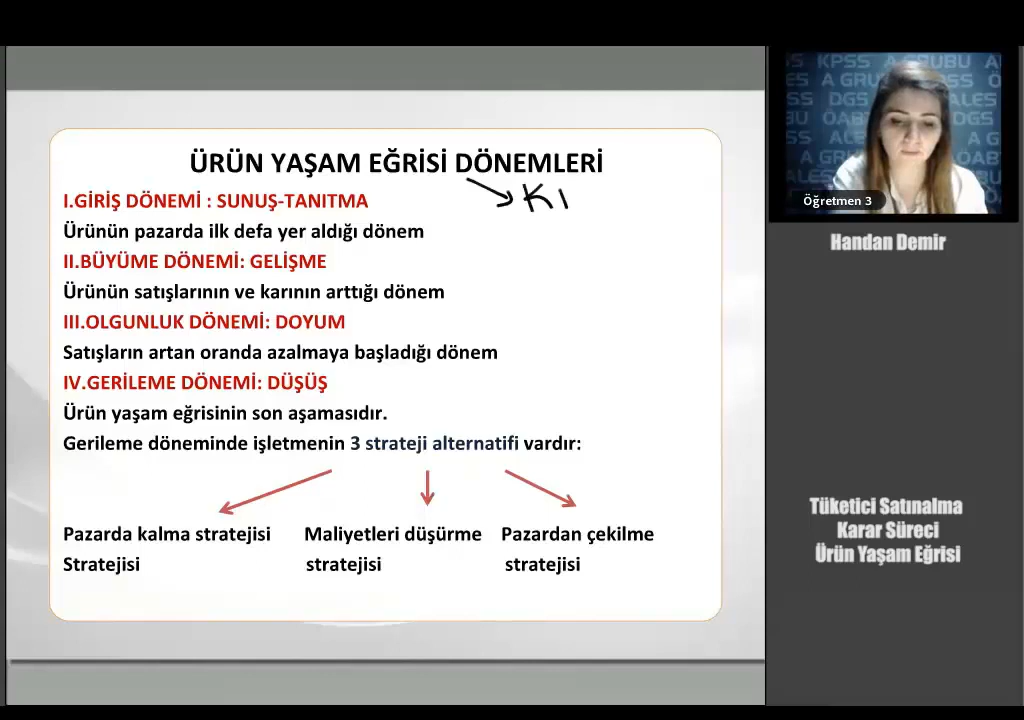 ÜRÜN YAŞAM EĞRİSİ DÖNEMLERİ
KI
I.GİRİŞ DÖNEMİ : SUNUŞ-TANITMA
Ürünün pazarda ilk defa yer aldığı dönem
II.BÜYÜME DÖNEMİ: GELİŞME
Ürünün satışlarının ve karının arttığı dönem
III.OLGUNLUK DÖNEMİ: DOYUM
Satışların artan oranda azalmaya başladığı dönem
IV.GERİLEME DÖNEMİ: DÜŞÜŞ
Ürün yaşam eğrisinin son aşamasıdır.
Gerileme döneminde işletmenin 3 strateji alternatifi vardır:
Pazarda kalma stratejisi Maliyetleri düşürme Pazardan çekilme
Stratejisi stratejisi stratejisi
KPSS A GRUBU
A GRU
DGS
ALES
Öğretmen 3
Handan Demir
Tüketici Satınalma
Karar Süreci
Ürün Yaşam Eğrisi